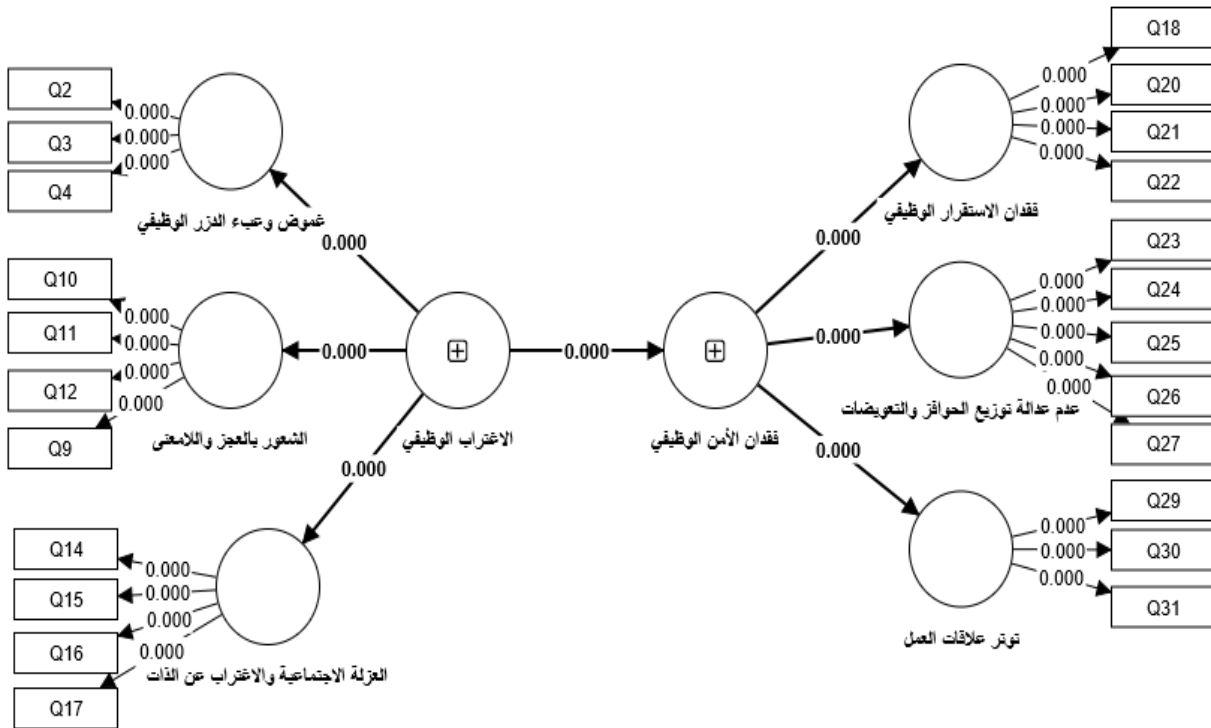 Q2
Q3
Q4
0.000
0.000
0.000
غموض وعبء الدزر الوظيفي
0.000
Q10
Q11
Q12
Q9
0.000
0.000
0.000
0.000
الشعور بالعجز واللامعنى
0.000
Q14
Q15
Q16
Q17
0.000
0.000
0.000
0.000
العزلة الاجتماعية والاغتراب عن الذات
0.000
الاغتراب الوظيفي
0.000
فقدان الأمن الوظيفي
0.000
فقدان الاستقرار الوظيفي
0.000
0.000
0.000
0.000
Q18
Q20
Q21
Q22
0.000
عدم عدالة توزيع الحوافز والتعويضات
0.000
0.000
0.000
0.000
0.000
Q23
Q24
Q25
Q26
Q27
0.000
توتر علاقات العمل
0.000
0.000
0.000
Q29
Q30
Q31